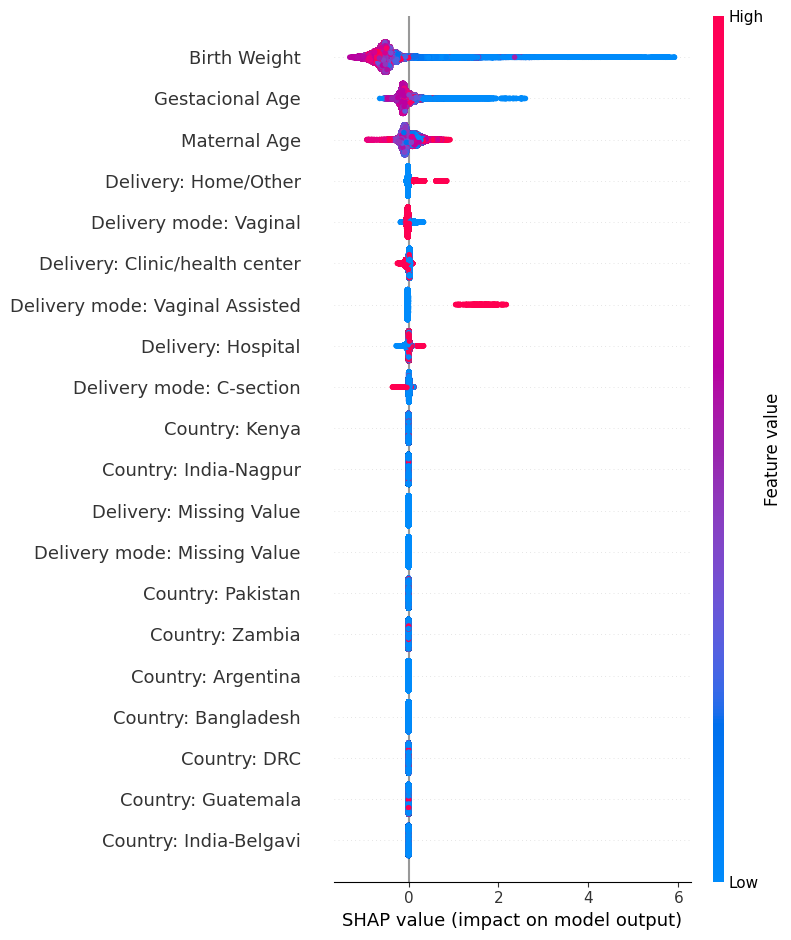 High
Birth Weight
Gestacional Age
Maternal Age
Delivery: Home/Other
Delivery mode: Vaginal
Delivery: Clinic/health center
Delivery mode: Vaginal Assisted
Delivery: Hospital
Delivery mode: C-section
Country: Kenya
Country: India-Nagpur
Delivery: Missing Value
Delivery mode: Missing Value
Country: Pakistan
Country: Zambia
Country: Argentina
Country: Bangladesh
Country: DRC
Country: Guatemala
Country: India-Belgavi
Feature value
Low
0 2 4 6
SHAP value (impact on model output)